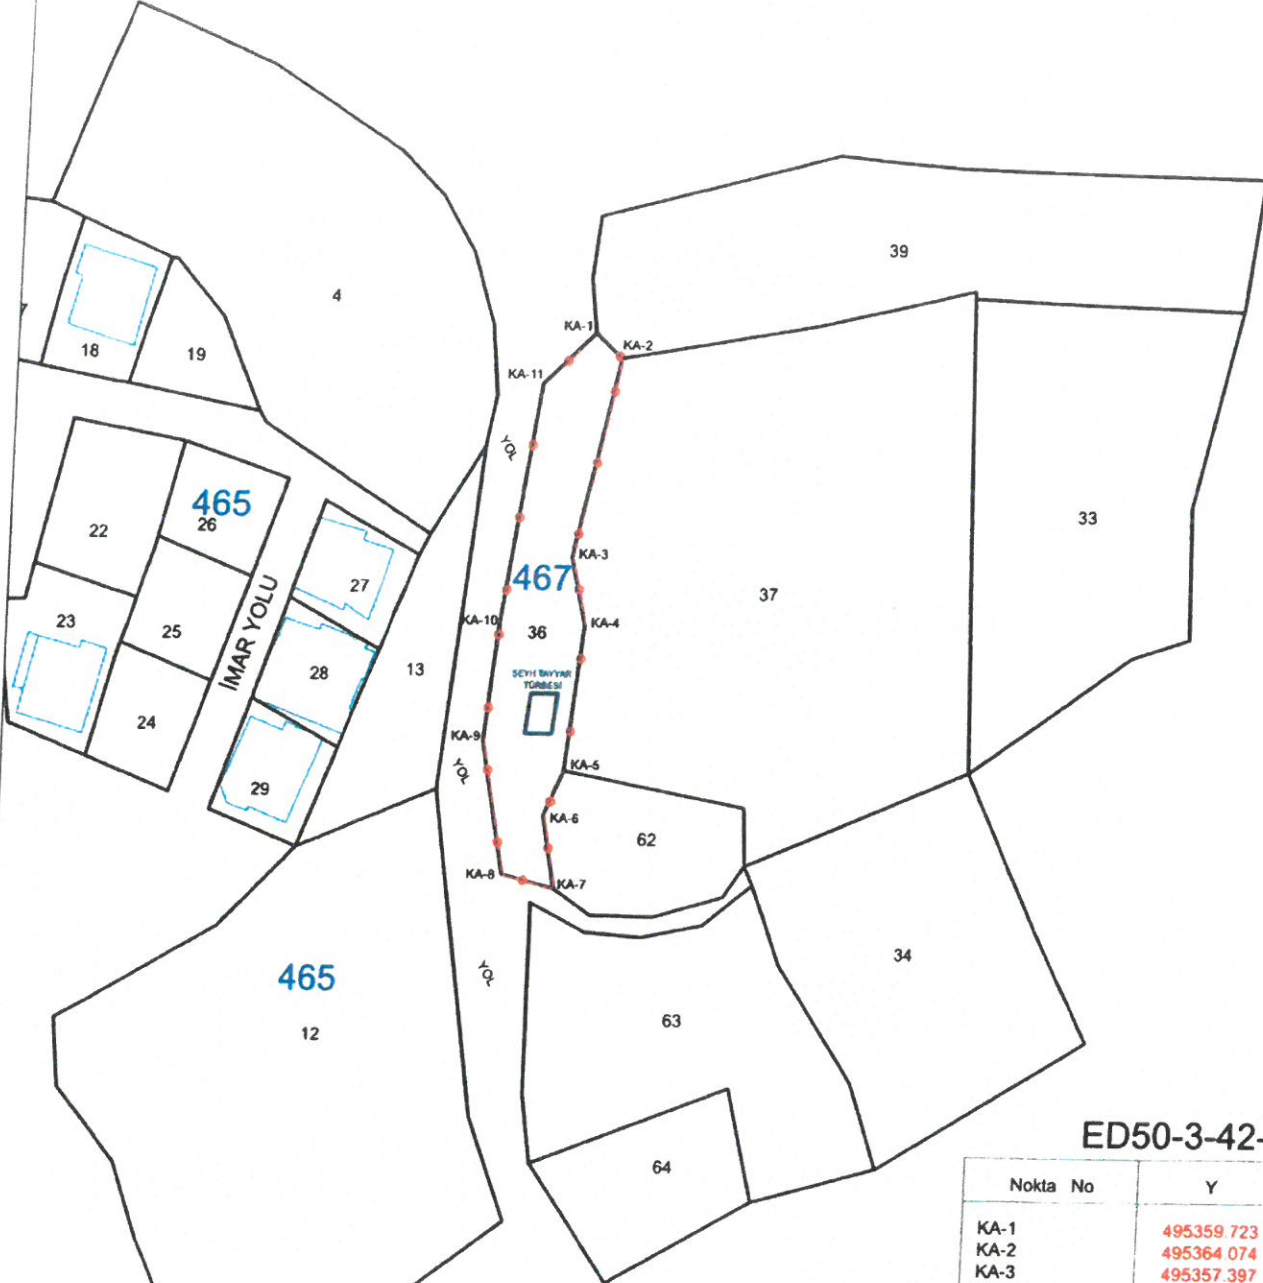 39
4
KA-1
KA-2
18
19
KA-11
YOL
465
26
22
33
KA-3
467
27
37
23
25
KA-10
36
KA-4
İMAR YOLU
28
13
ŞEYH TAYYAR
TÜRBESİ
24
KA-9
YOL
KA-5
29
KA-6
62
KA-8
KA-7
34
465
YOL
63
12
ED50-3-42-
64
Nokta No Y
KA-1 495359.723
KA-2 495364.074
KA-3 495357.397